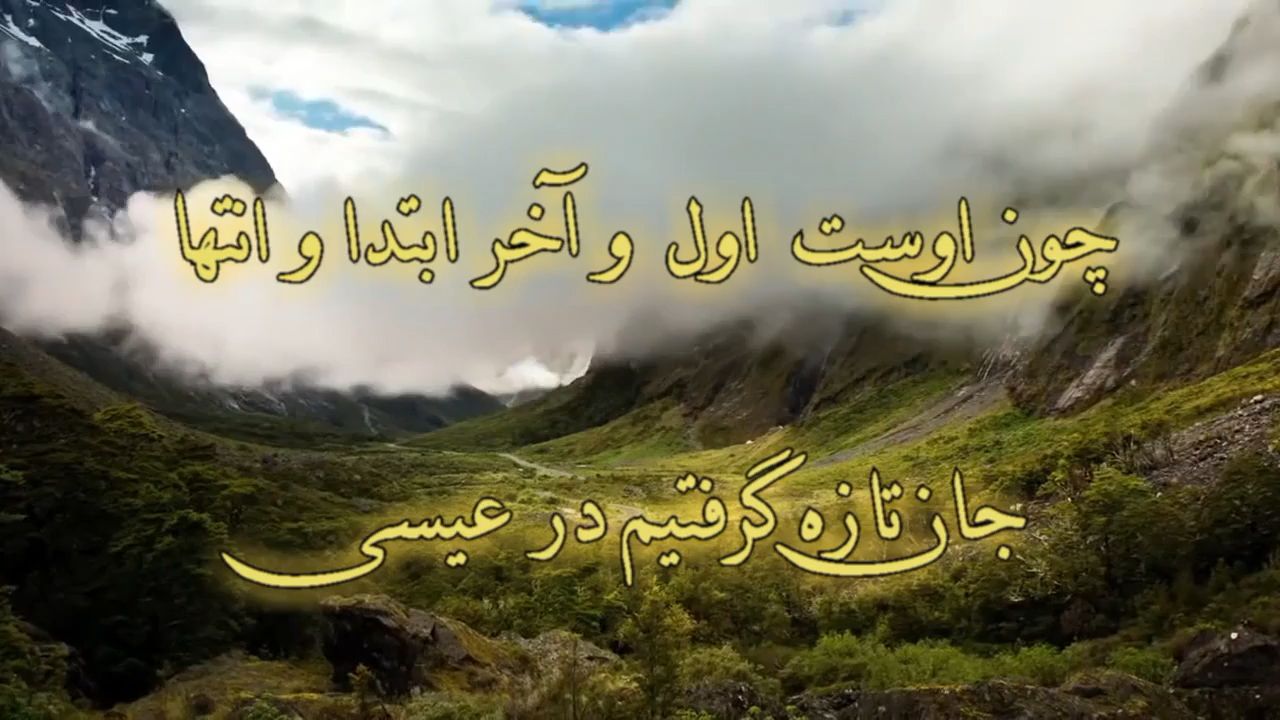 چون اوست اول و آخر ابتدا و انتها
جان تازه گرفتیم در عیسی